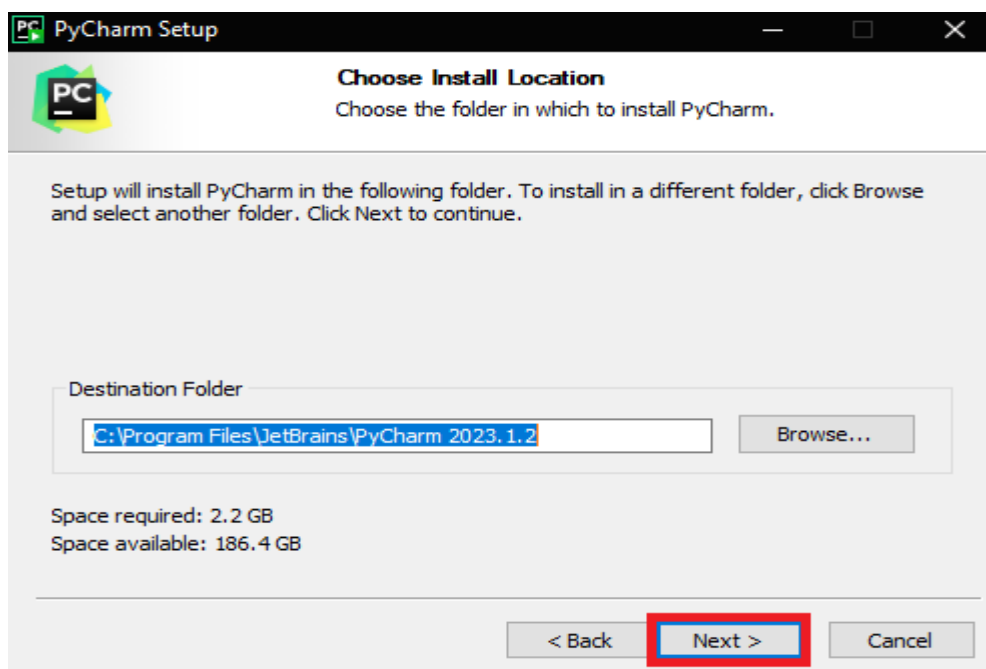 PC PyCharm Setup
PC
Choose Install Location
Choose the folder in which to install PyCharm.
Setup will install PyCharm in the following folder. To install in a different folder, click Browse
and select another folder. Click Next to continue.
Destination Folder
C:\Program Files\JetBrains\PyCharm 2023.1.2
Browse...
Space required: 2.2 GB
Space available: 186.4 GB
< Back Next > Cancel